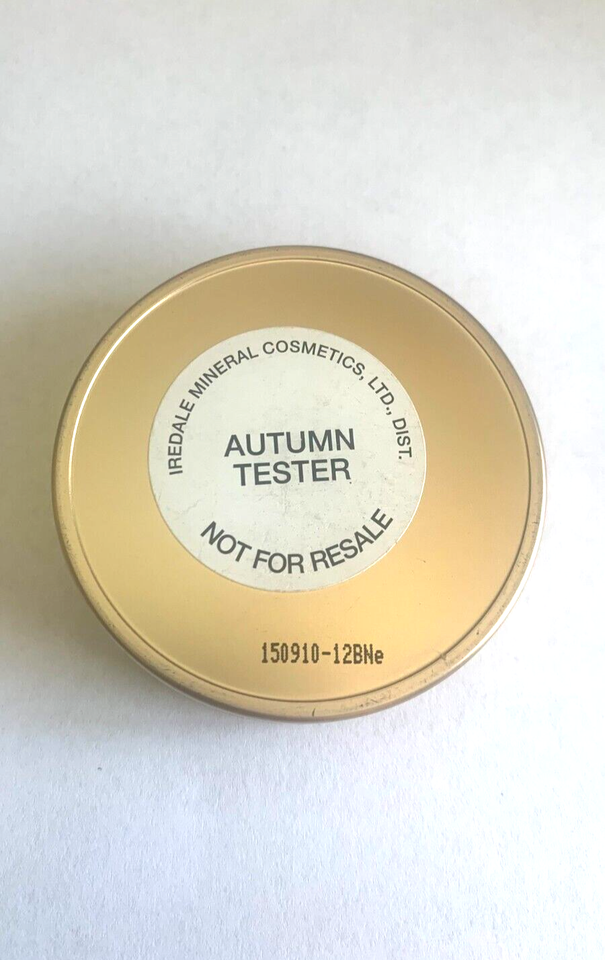 IREDALE MINERAL COSMETICS, LTD., DIST.
AUTUMN
TESTER
NOT FOR RESALE
150910-12BNe